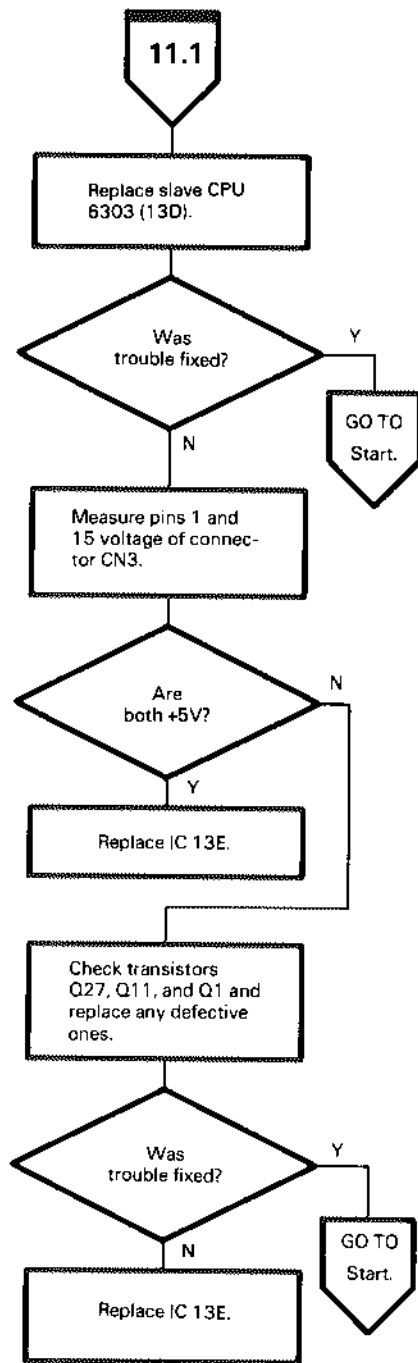 11.1
Replace slave CPU
6303 (13D).
Was
trouble fixed?
Y
GO TO
Start.
N
Measure pins 1 and
15 voltage of connec-
tor CN3.
Are
both +5V?
N
Y
Replace IC 13E.
Check transistors
Q27, Q11, and Q1 and
replace any defective
ones.
Was
trouble fixed?
Y
GO TO
Start.
N
Replace IC 13E.